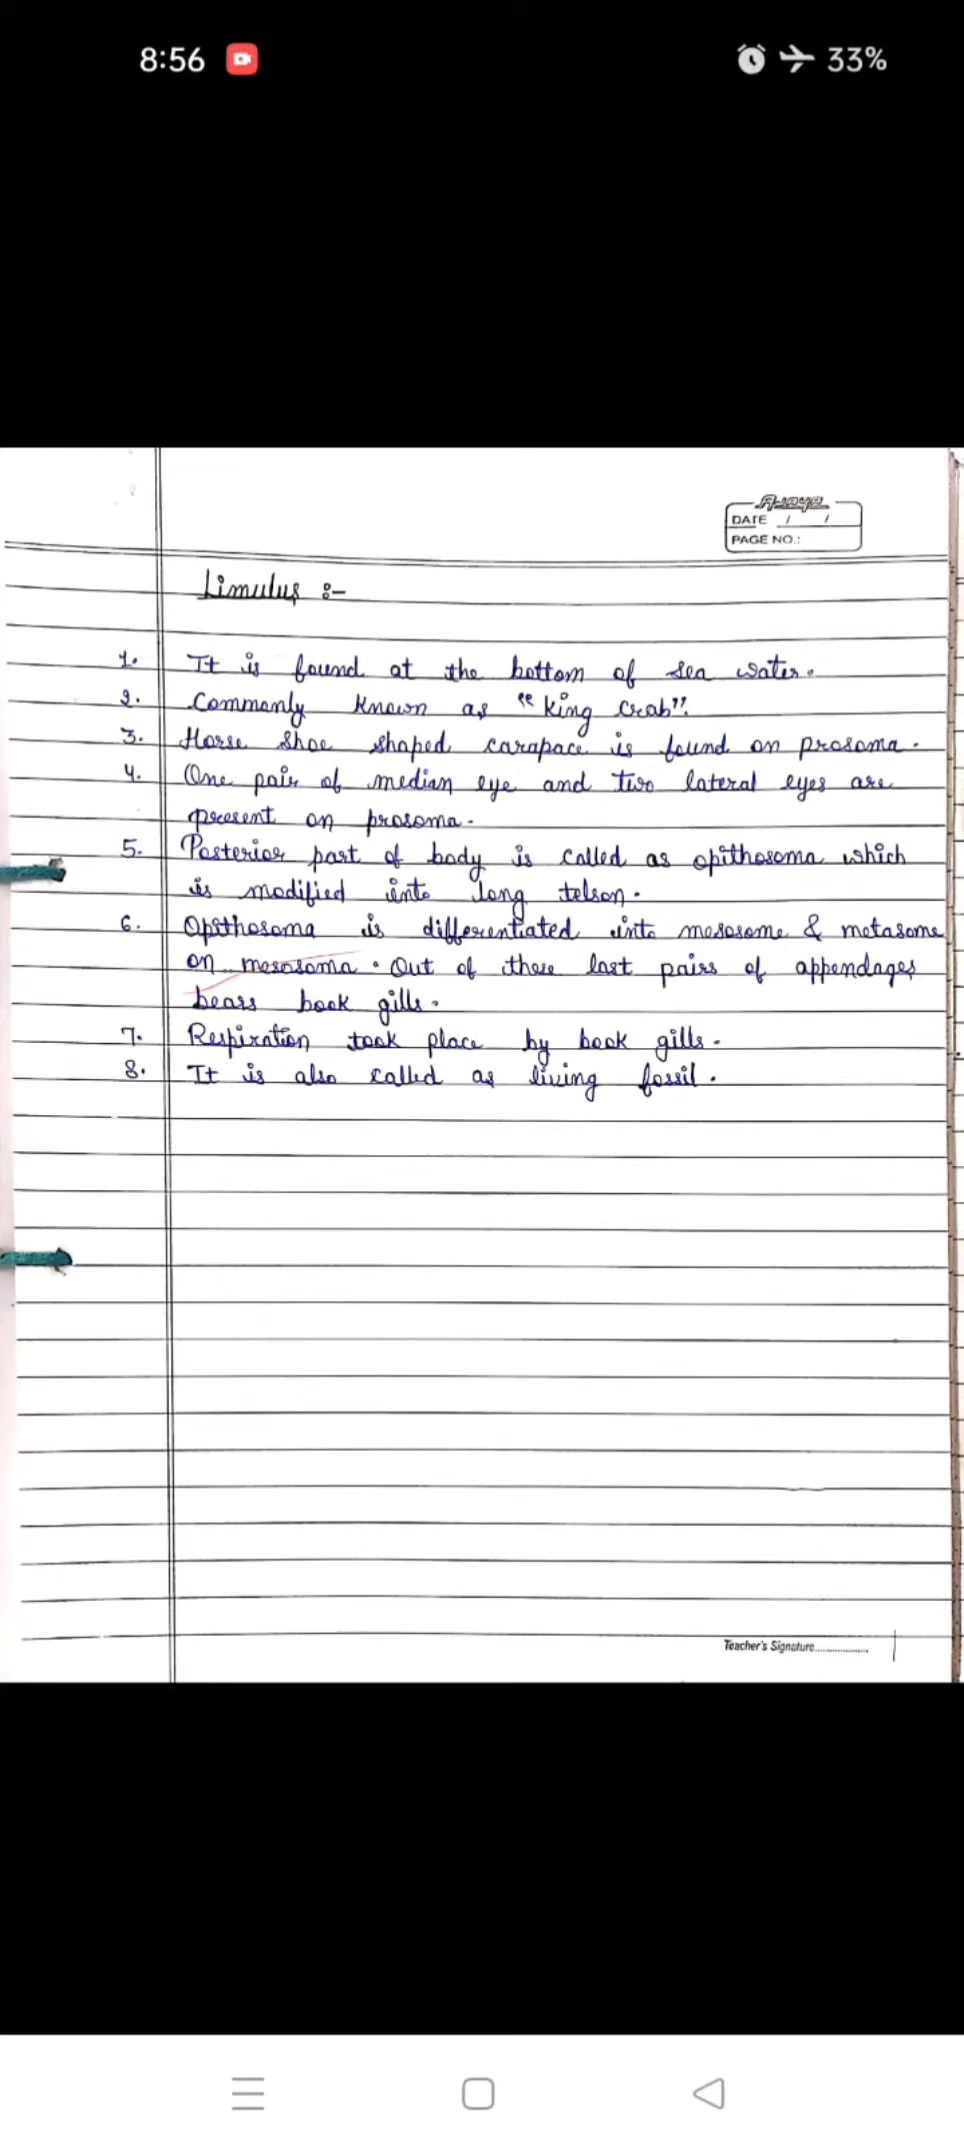 8:56
33%
Ajaya
DATE / /
PAGE NO.:
Limulus :-
1. It is found at the bottom of sea water.
2. Commonly known as "King Crab".
3. Horse Shoe shaped carapace is found on prosoma.
4. One pair of median eye and two lateral eyes are
present on prosoma.
5. Posterior part of body is called as opithosoma which
is modified into long telson.
6. Opithosoma is differentiated into mesosome & metasome
on mesosoma. Out of these last pairs of appendages
bears book gills.
7. Respiration took place by book gills.
8. It is also called as living fossil.
Teacher's Signature